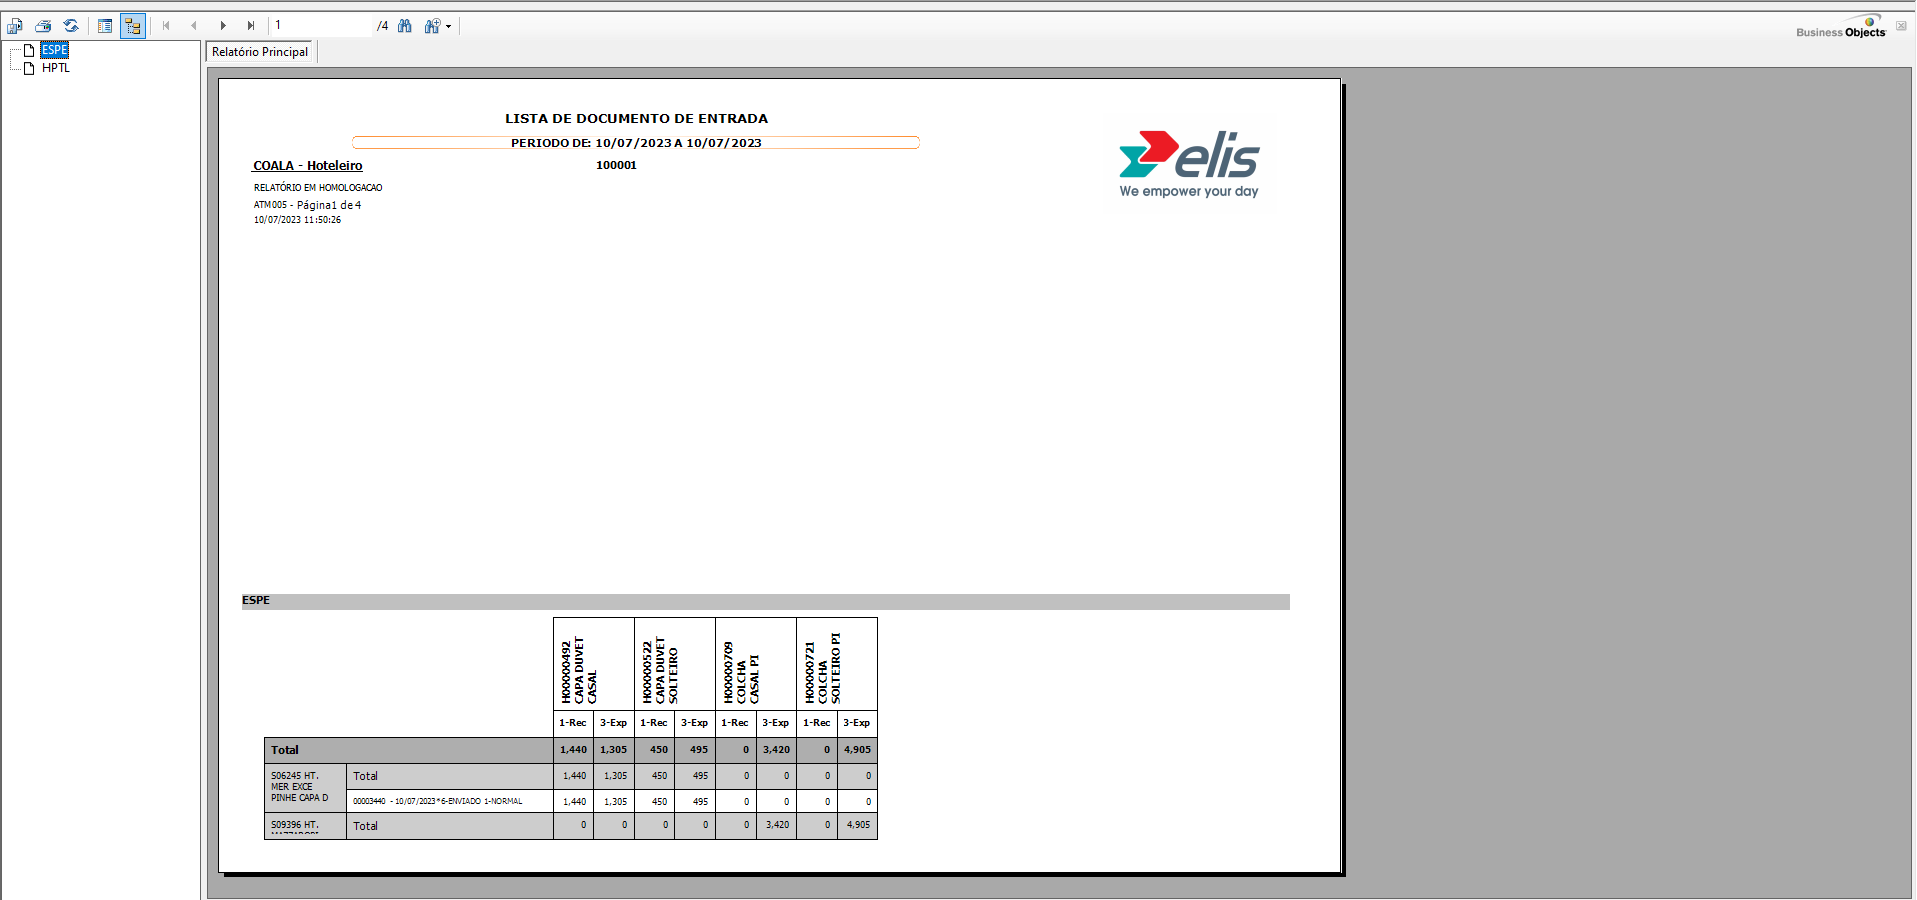 1 /4
Business Objects
ESPE
HPTL
Relatório Principal
LISTA DE DOCUMENTO DE ENTRADA
PERIODO DE: 10/07/2023 A 10/07/2023
COALA - Hoteleiro 100001
RELATÓRIO EM HOMOLOGACAO
ATM005 - Página1 de 4
10/07/2023 11:50:26
elis
We empower your day
ESPE
H00000492
CAPA DUVET
CASAL
H00000522
CAPA DUVET
SOLTEIRO
H00000709
COLCHA
CASAL PI
H00000721
COLCHA
SOLTEIRO PI
1-Rec 3-Exp 1-Rec 3-Exp 1-Rec 3-Exp 1-Rec 3-Exp
Total 1,440 1,305 450 495 0 3,420 0 4,905
S06245 HT.
MER EXCE
PINHE CAPA D
Total 1,440 1,305 450 495 0 0 0 0
00003440 - 10/07/2023*6-ENVIADO 1-NORMAL 1,440 1,305 450 495 0 0 0 0
S09396 HT.
Total 0 0 0 0 0 3,420 0 4,905